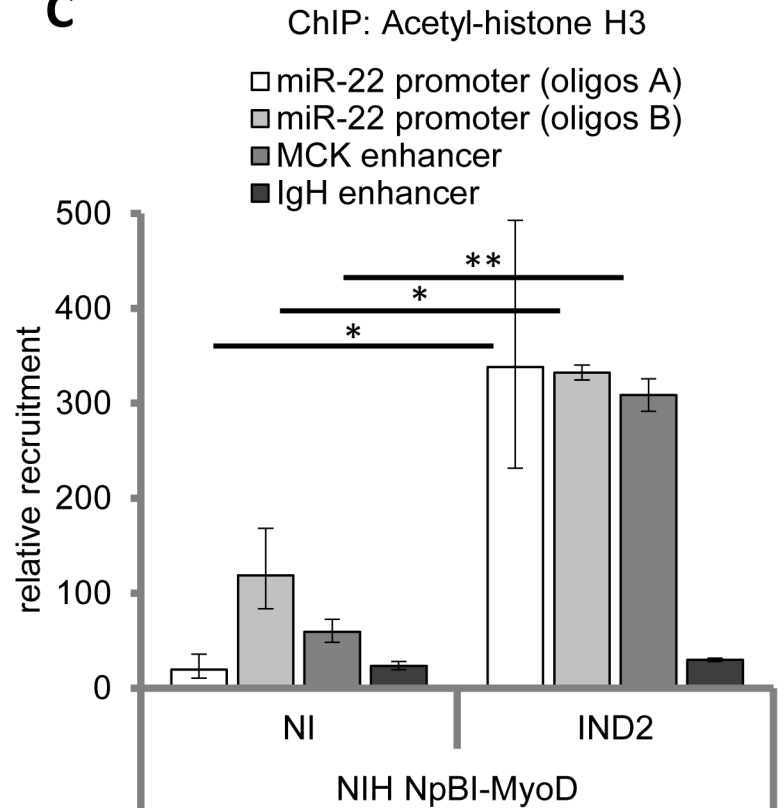 C
ChIP: Acetyl-histone H3
miR-22 promoter (oligos A)
miR-22 promoter (oligos B)
MCK enhancer
IgH enhancer
500
400
300
200
100
0
relative recruitment
**
*
*
NI
IND2
NIH NpBI-MyoD